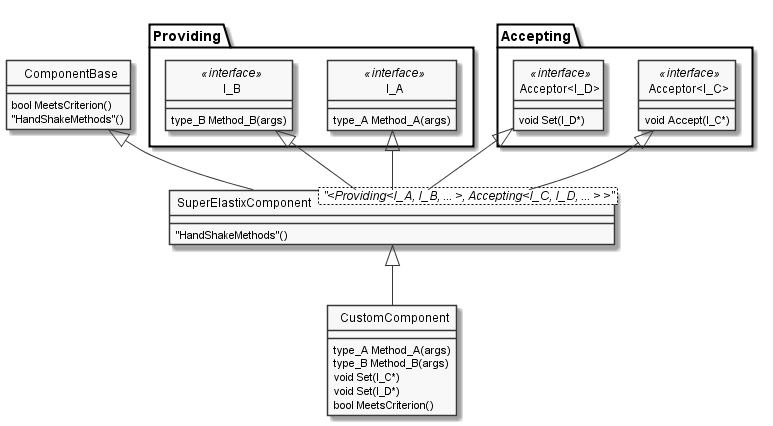 Providing
Accepting
ComponentBase
bool MeetsCriterion()
"HandShakeMethods"()
«interface»
I_B
type_B Method_B(args)
«interface»
I_A
type_A Method_A(args)
«interface»
Acceptor<I_D>
void Set(I_D*)
«interface»
Acceptor<I_C>
void Accept(I_C*)
SuperElastixComponent
"<Providing<I_A, I_B, ... >, Accepting<I_C, I_D, ... > >"
"HandShakeMethods"()
CustomComponent
type_A Method_A(args)
type_B Method_B(args)
void Set(I_C*)
void Set(I_D*)
bool MeetsCriterion()